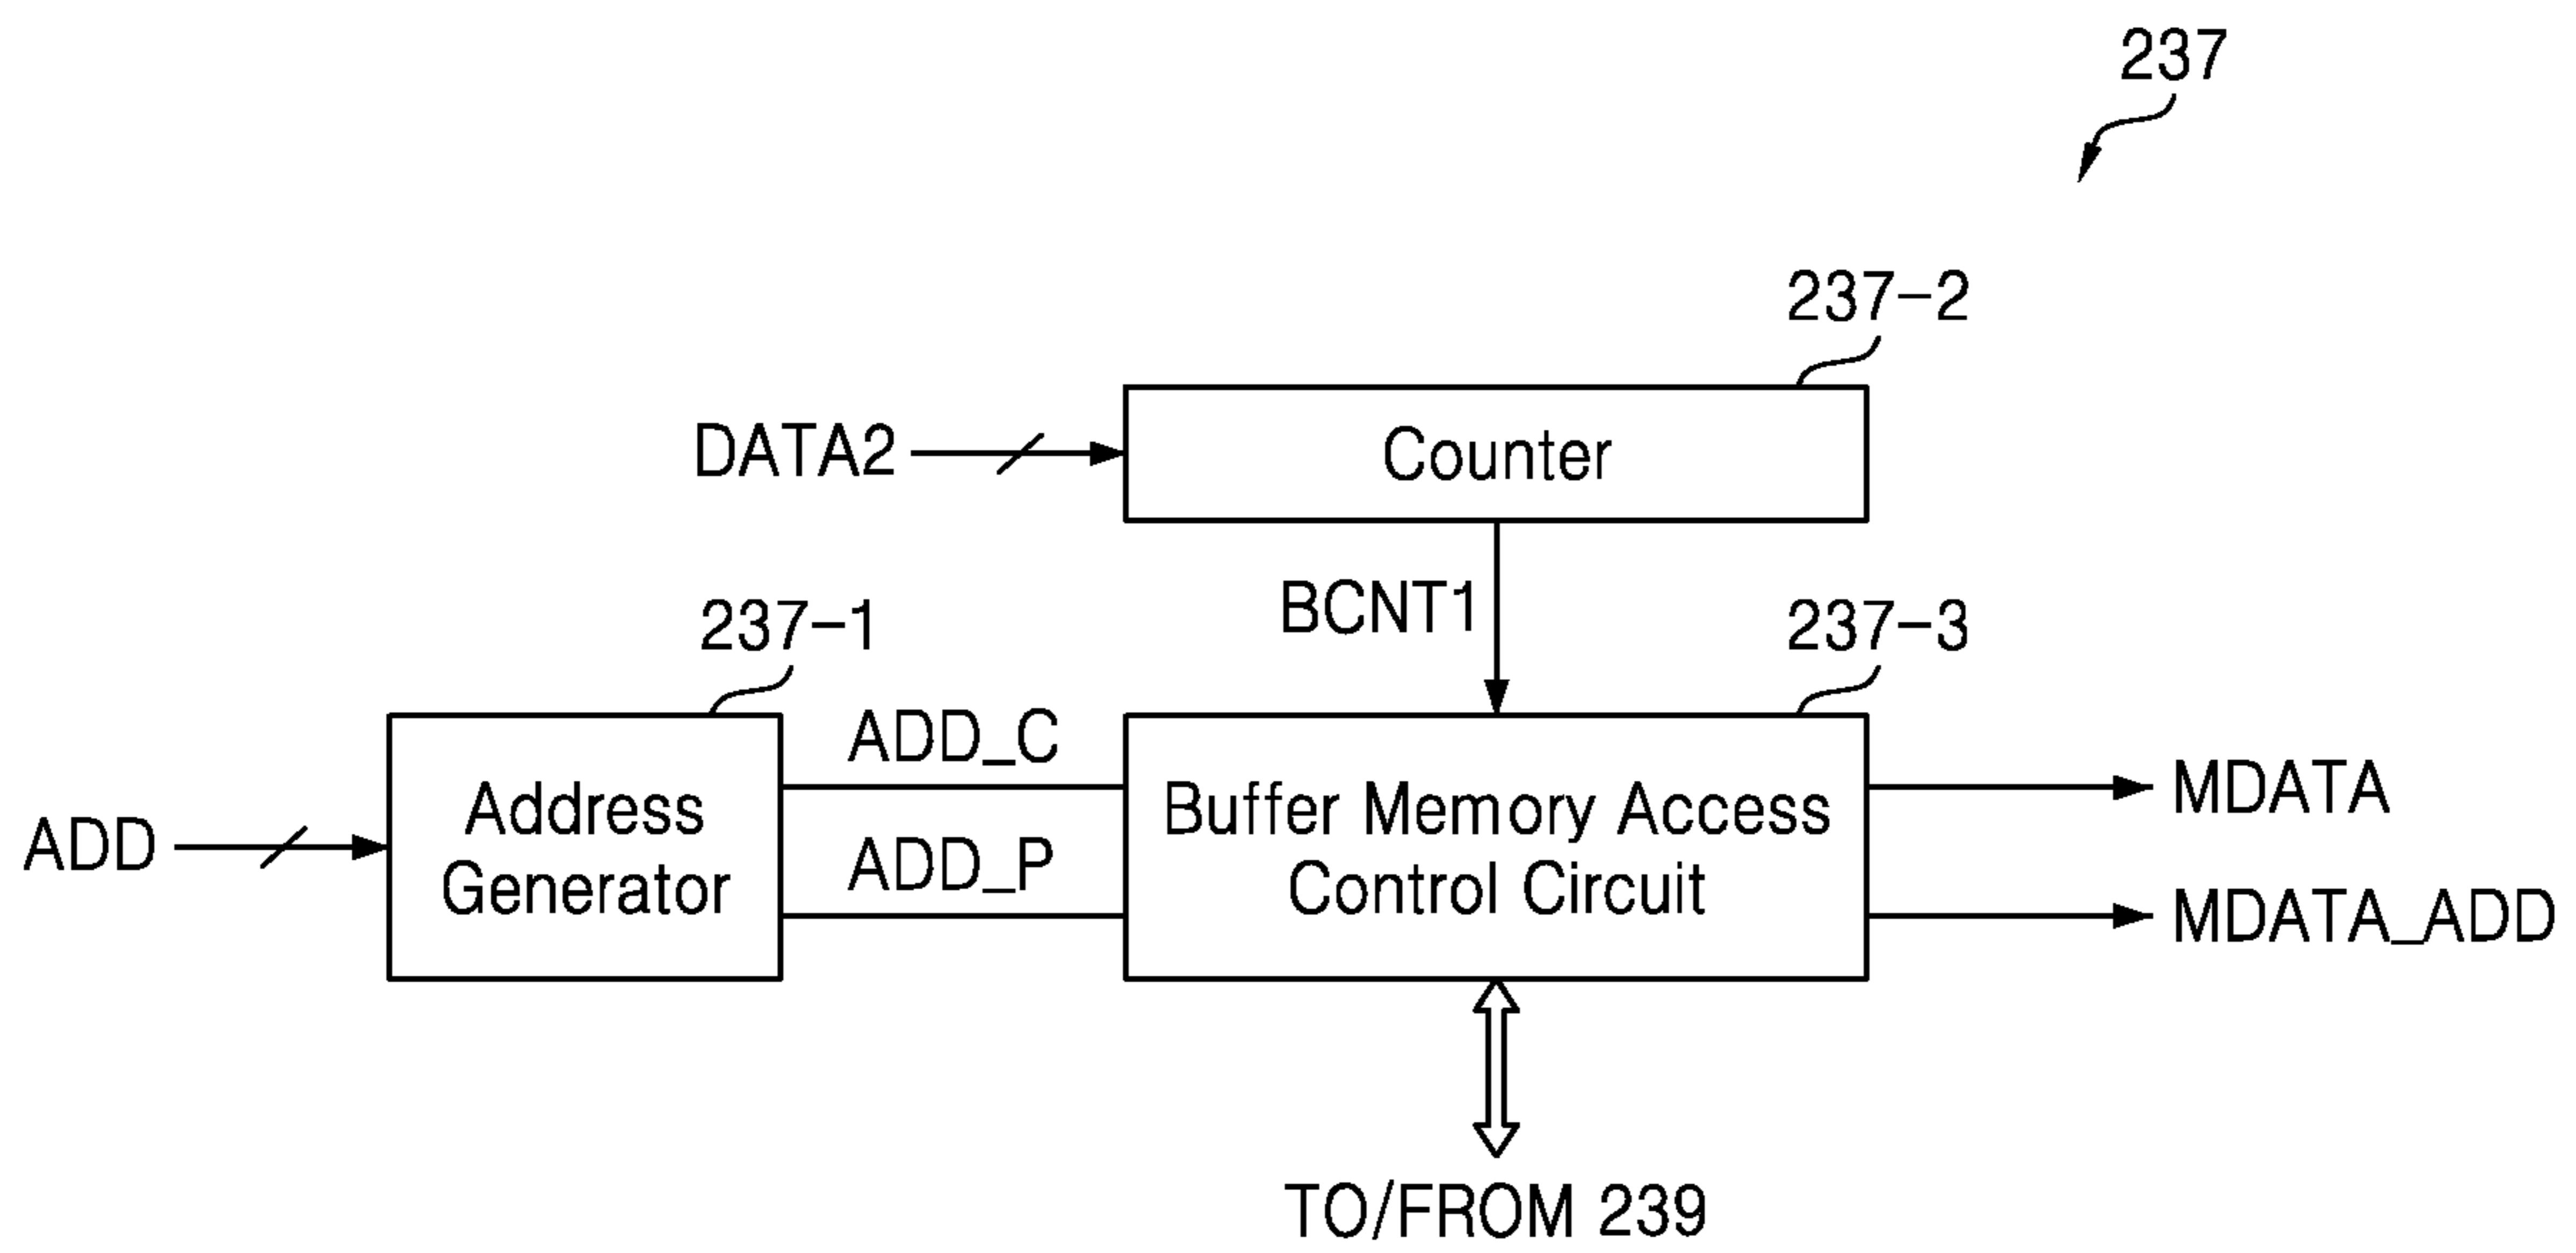 237
237-2
DATA2
Counter
BCNT1
237-1
237-3
ADD_C
ADD_P
ADD
Address
Generator
Buffer Memory Access
Control Circuit
MDATA
MDATA_ADD
TO/FROM 239